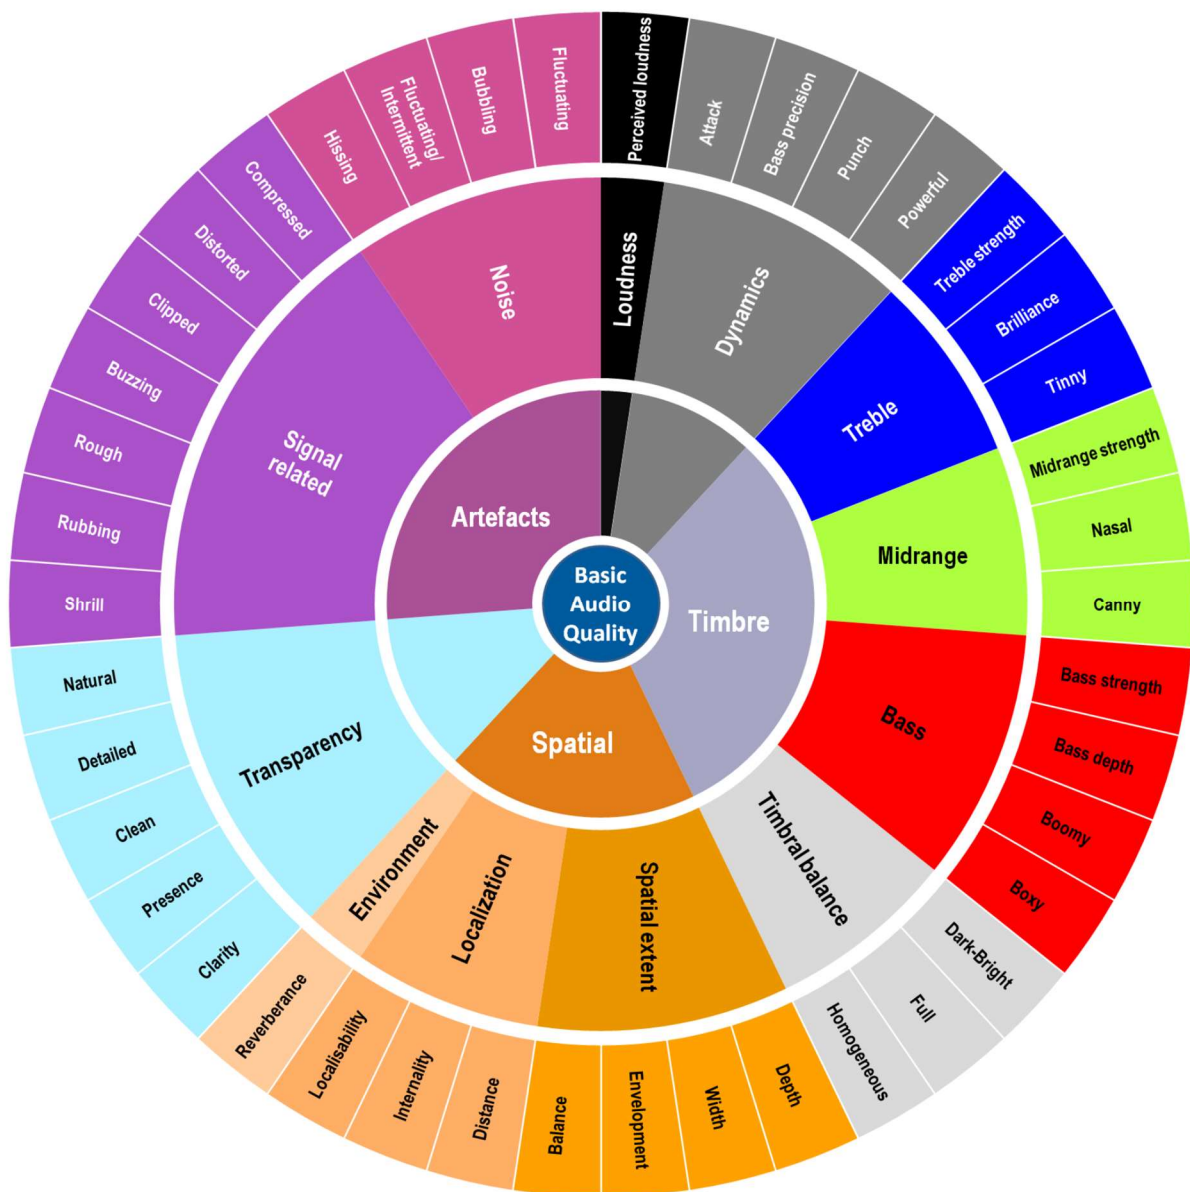 Basic
Audio
Quality
Artefacts
Timbre
Spatial
Loudness
Dynamics
Treble
Midrange
Bass
Timbral balance
Spatial extent
Localization
Environment
Transparency
Signal
related
Noise
Perceived loudness
Attack
Bass precision
Punch
Powerful
Treble strength
Brilliance
Tinny
Midrange strength
Nasal
Canny
Bass strength
Bass depth
Boomy
Boxy
Dark-Bright
Full
Homogeneous
Depth
Width
Envelopment
Balance
Distance
Internality
Localisability
Reverberance
Clarity
Presence
Clean
Detailed
Natural
Shrill
Rubbing
Rough
Buzzing
Clipped
Distorted
Compressed
Hissing
Fluctuating/
Intermittent
Bubbling
Fluctuating